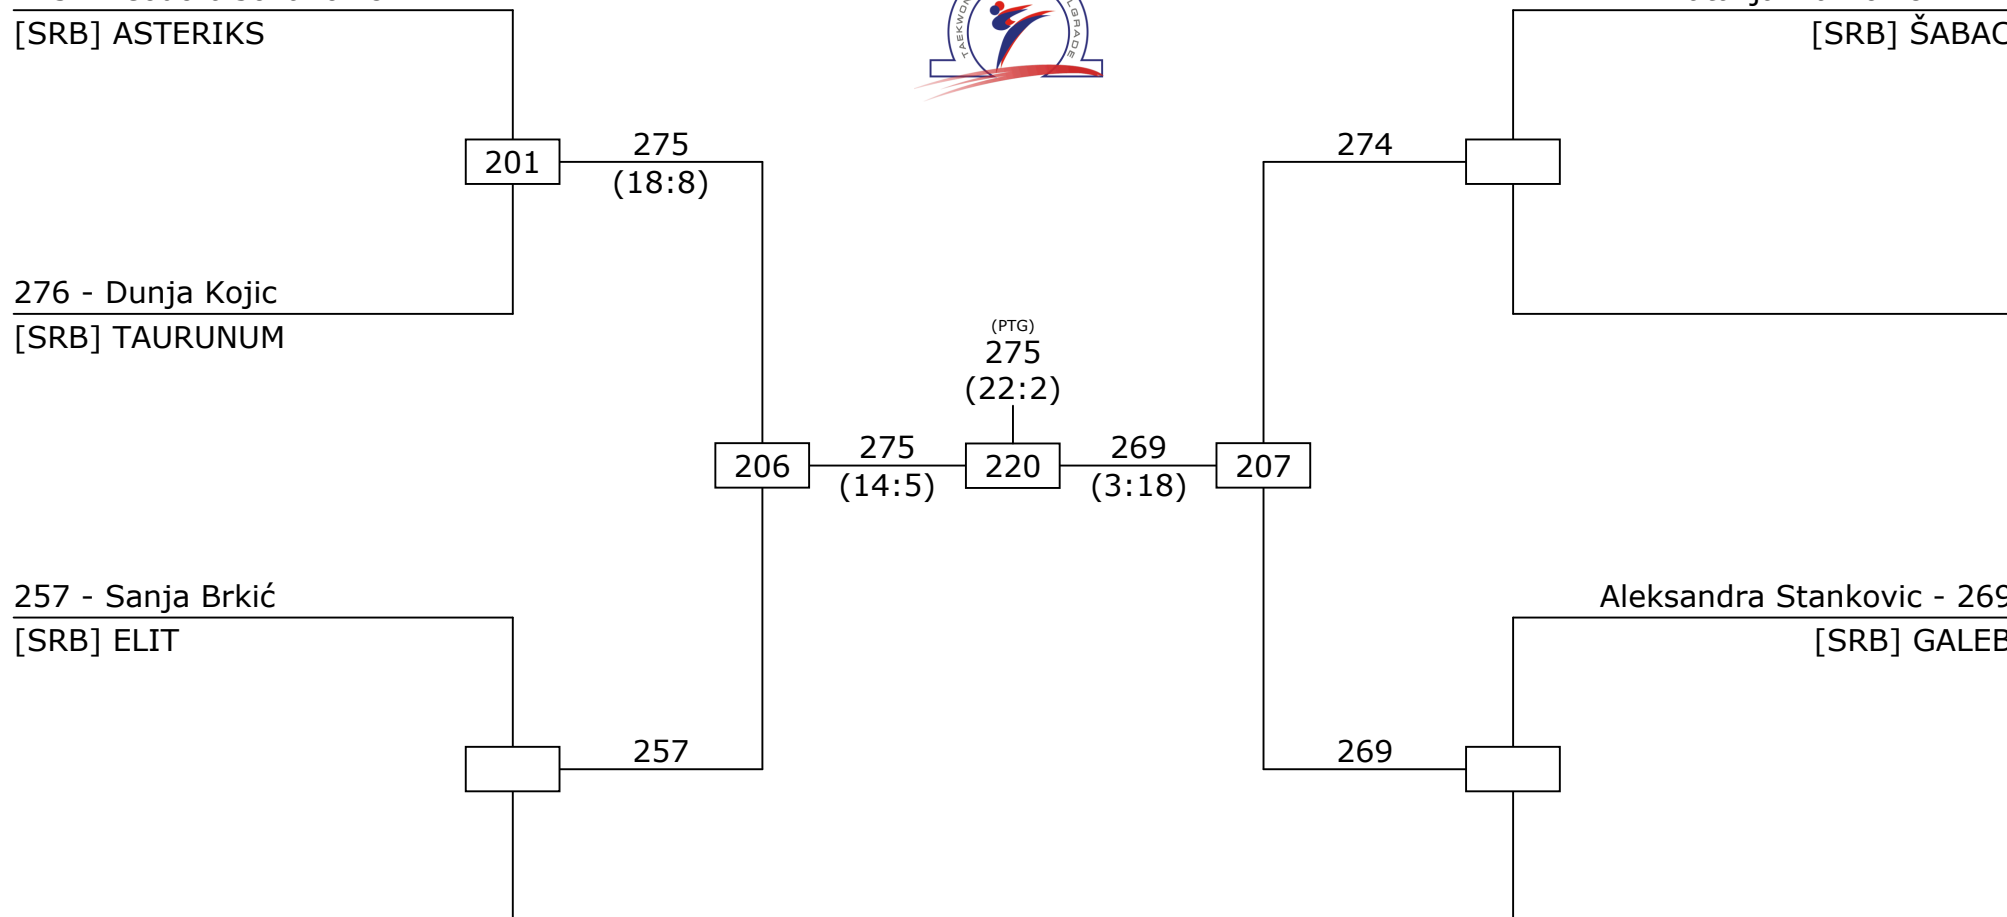 [SRB] ASTERIKS
[SRB] ŠABAC
TAEKWON LGRADE
201
275
(18:8)
274
276 - Dunja Kojic
[SRB] TAURUNUM
(PTG)
275
(22:2)
206
275
(14:5)
220
269
(3:18)
207
257 - Sanja Brkić
[SRB] ELIT
Aleksandra Stankovic - 269
[SRB] GALEB
257
269